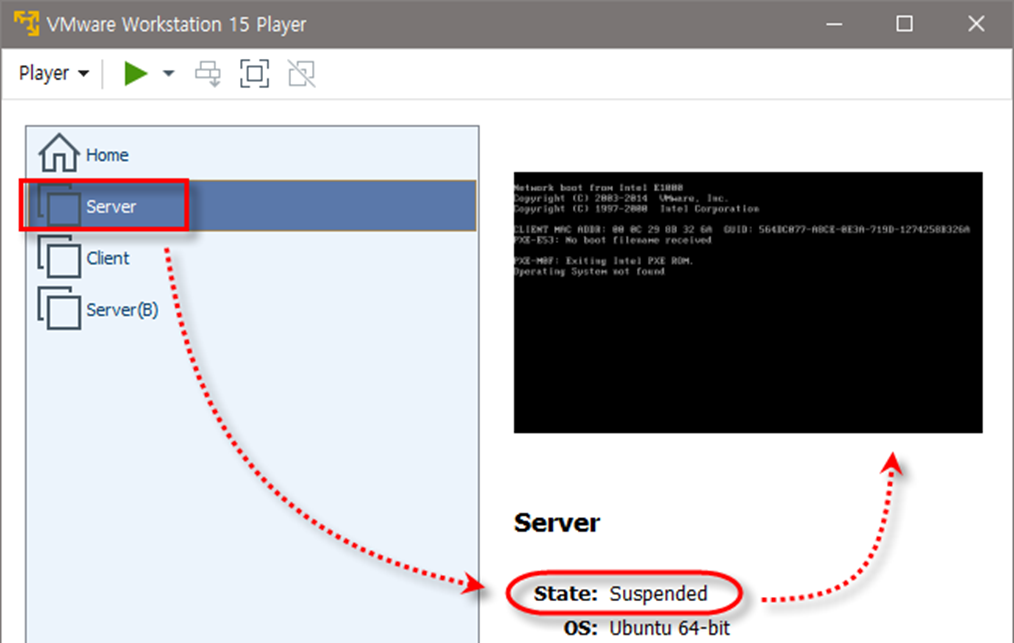 VMware Workstation 15 Player
Player
Home
Server
Client
Server(B)
Network boot from Intel E1000
Copyright (C) 2003-2014 VMware, Inc.
Copyright (C) 1997-2000 Intel Corporation
CLIENT MAC ADDR: 00 0C 29 8B 32 6A GUID: 564DC077-A8CE-0E3A-719D-1274258B326A
PXE-E53: No boot filename received
PXE-M0F: Exiting Intel PXE ROM.
Operating System not found
Server
State: Suspended
OS: Ubuntu 64-bit